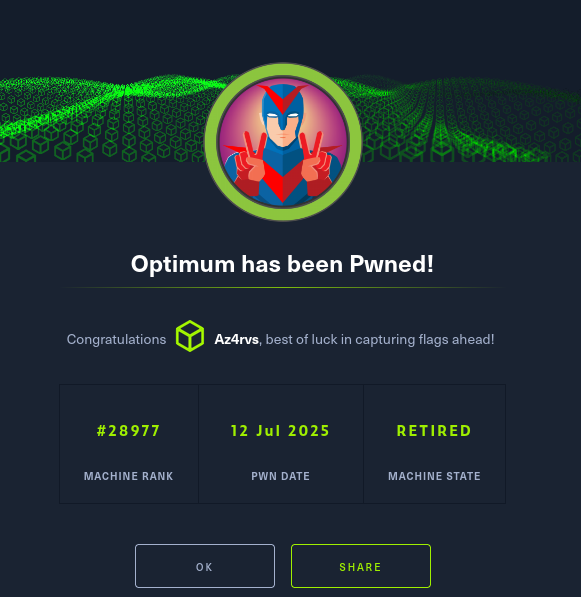 Optimum has been Pwned!
Congratulations Az4rvs, best of luck in capturing flags ahead!
#28977 12 Jul 2025 RETIRED
MACHINE RANK PWN DATE MACHINE STATE
OK SHARE